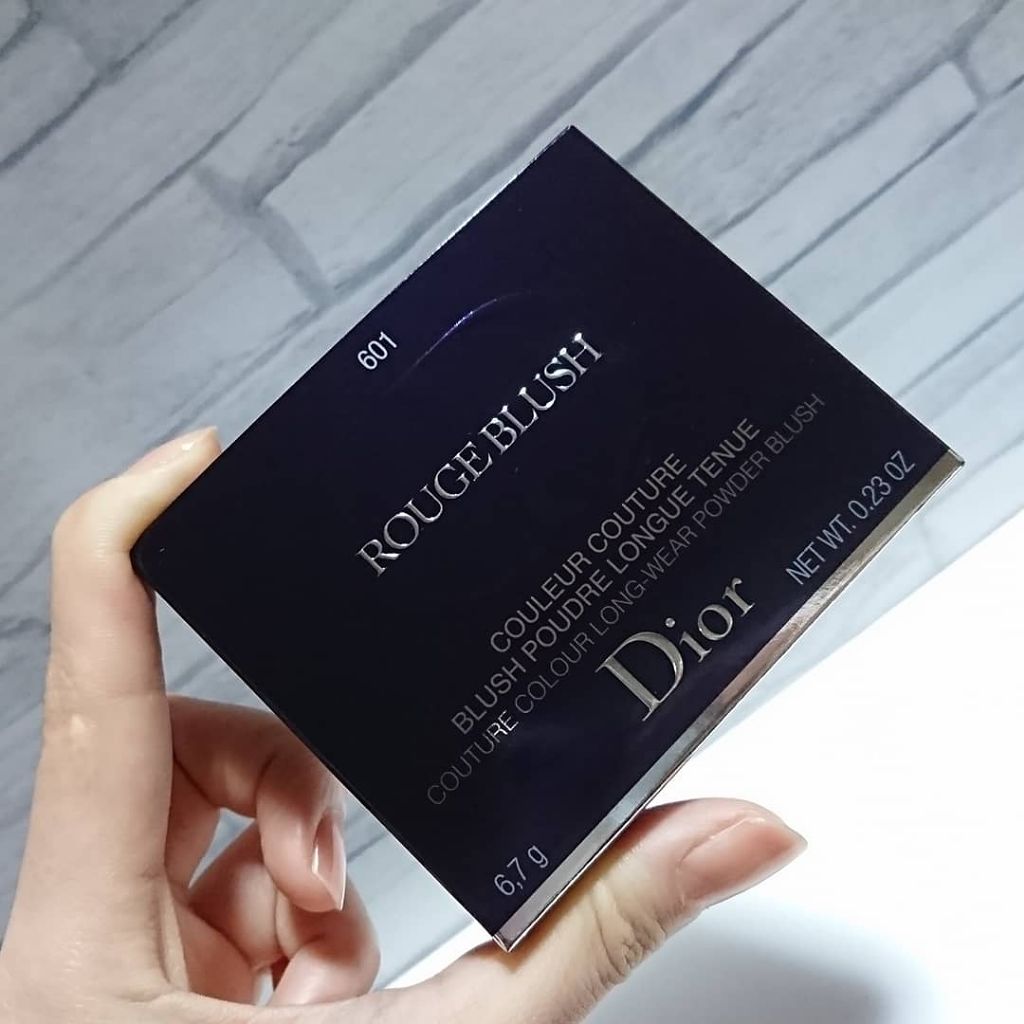 601
ROUGE BLUSH
COULEUR COUTURE
BLUSH POUDRE LONGUE TENUE
COUTURE COLOUR LONG-WEAR POWDER BLUSH
Dior
6,7 g
NET WT. 0.23 OZ